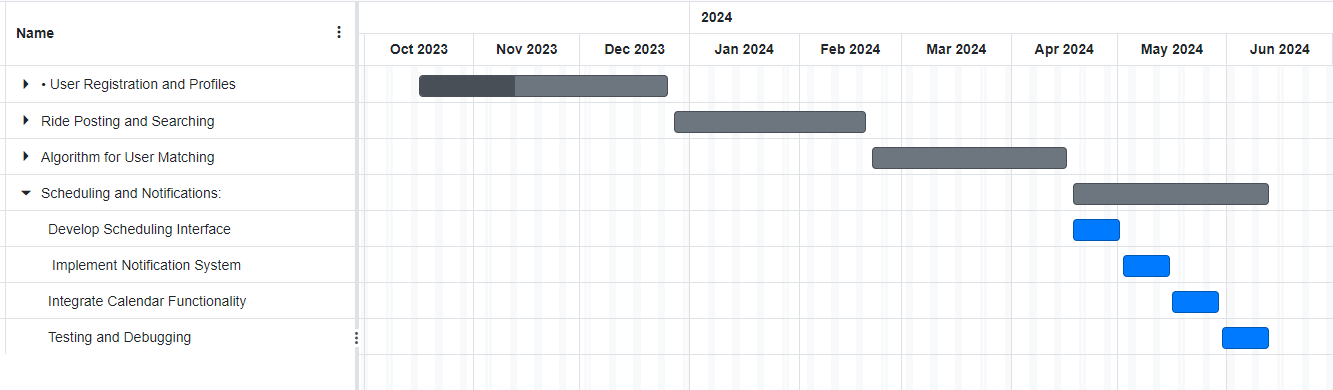 2024
Name
Oct 2023 Nov 2023 Dec 2023 Jan 2024 Feb 2024 Mar 2024 Apr 2024 May 2024 Jun 2024
• User Registration and Profiles
Ride Posting and Searching
Algorithm for User Matching
Scheduling and Notifications:
Develop Scheduling Interface
Implement Notification System
Integrate Calendar Functionality
Testing and Debugging